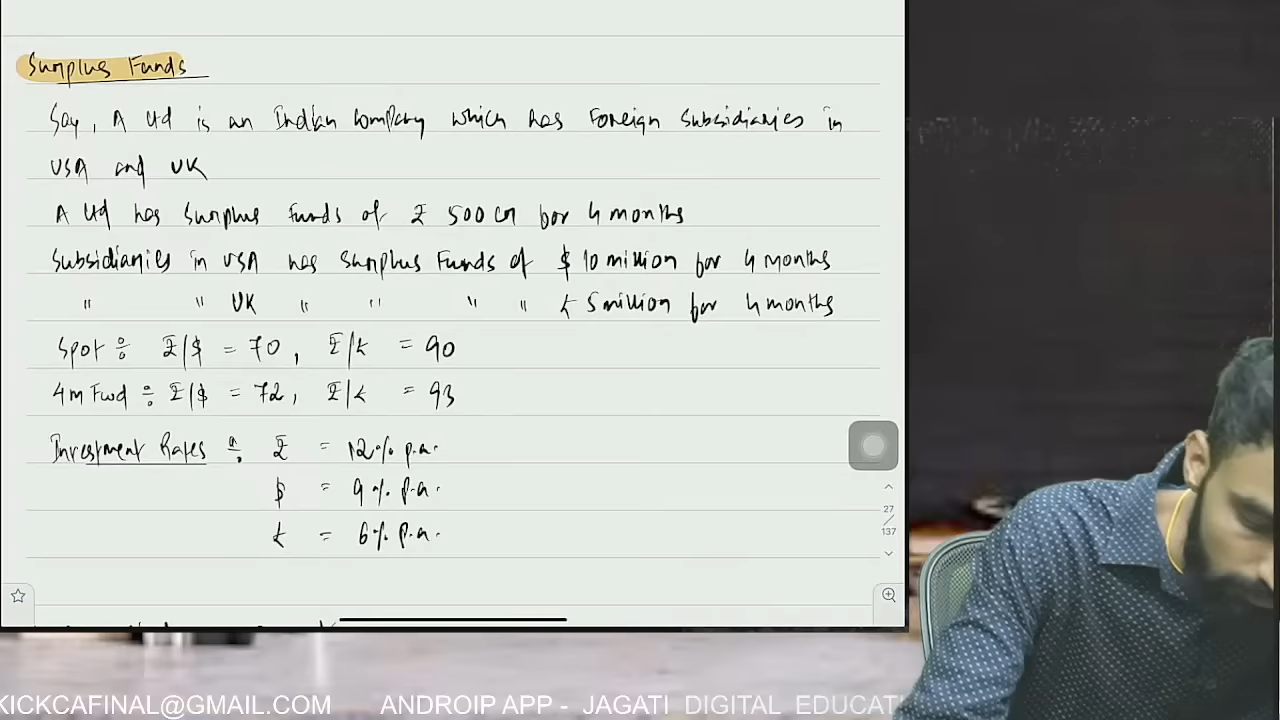 Surplus Funds
Say, A Ltd is an Indian Company which has Foreign Subsidiaries in
USA and UK
A Ltd has Surplus Funds of ₹ 500 cr for 4 months
Subsidiaries in USA has Surplus Funds of $ 10 million for 4 months
" " UK " " " " £ 5 million for 4 months
Spot : ₹/$ = 70, ₹/£ = 90
4m Fwd : ₹/$ = 72, ₹/£ = 93
Investment Rates : ₹ = 12% p.a.
$ = 9% p.a.
£ = 6% p.a.
27
/
137
KICKCAFINAL@GMAIL.COM ANDROIP APP - JAGATI DIGITAL EDUCATI